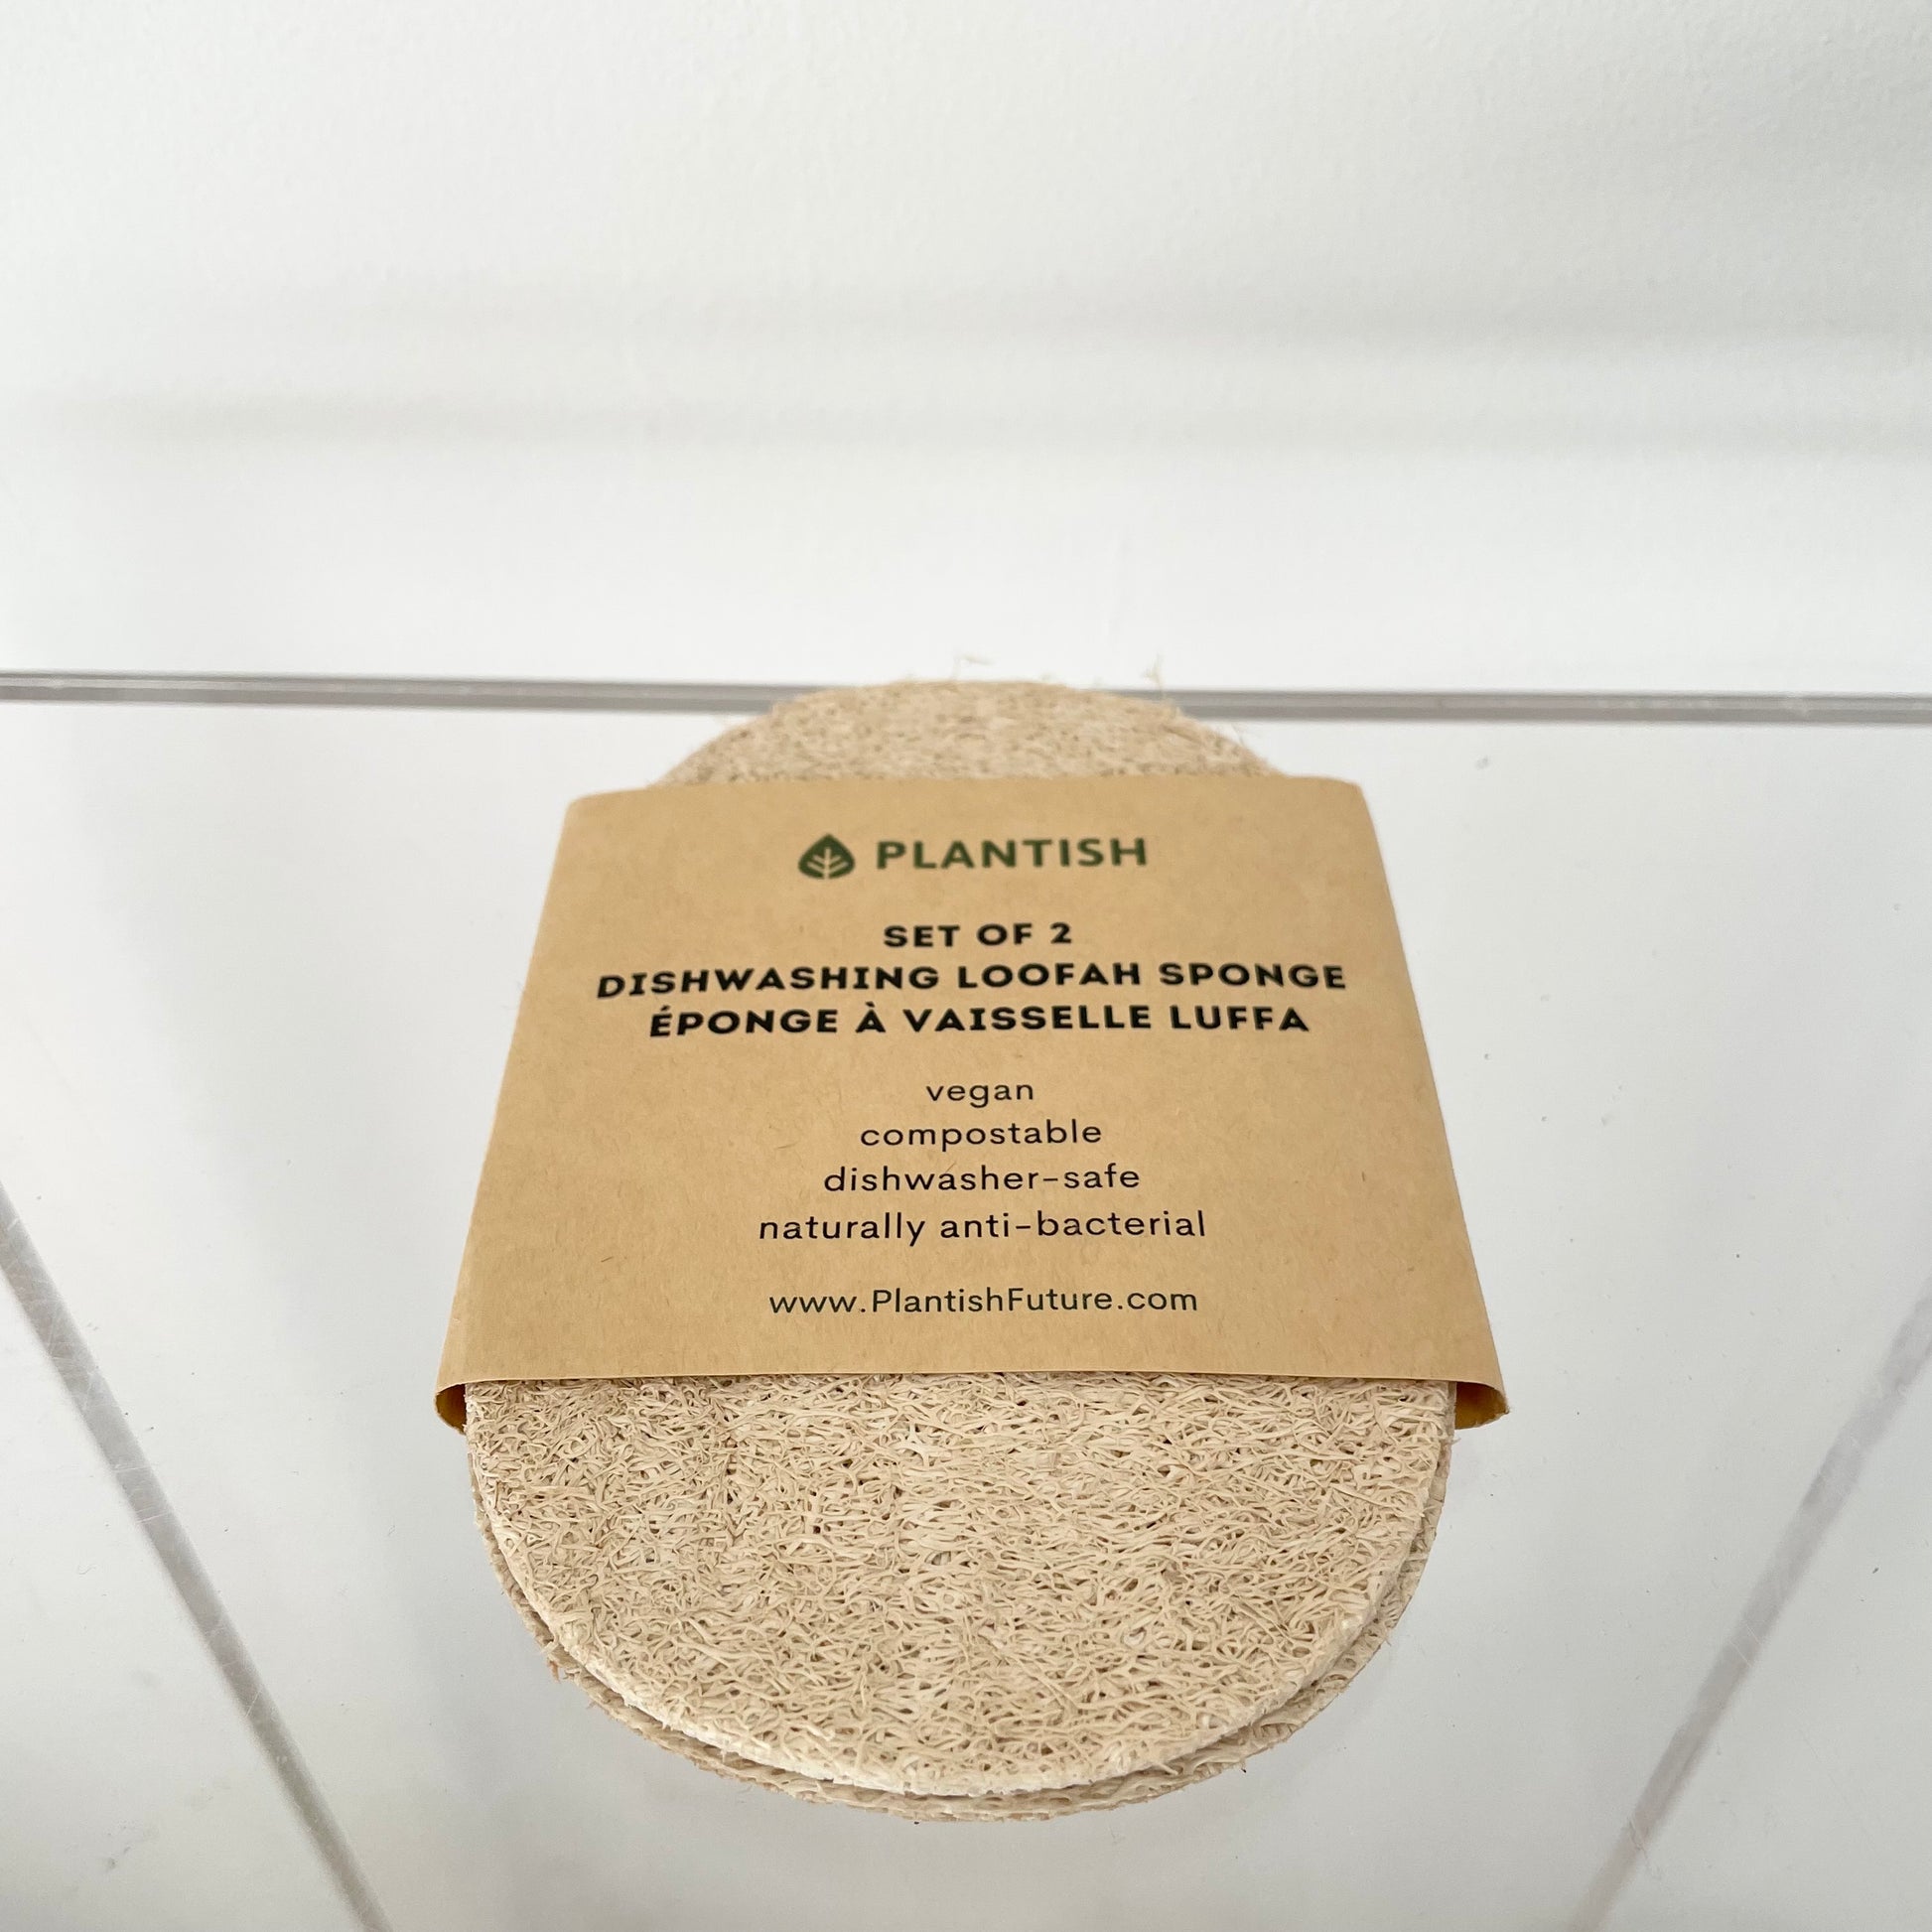 PLANTISH
SET OF 2
DISHWASHING LOOFAH SPONGE
ÉPONGE À VAISSELLE LUFFA
vegan
compostable
dishwasher-safe
naturally anti-bacterial
www.PlantishFuture.com